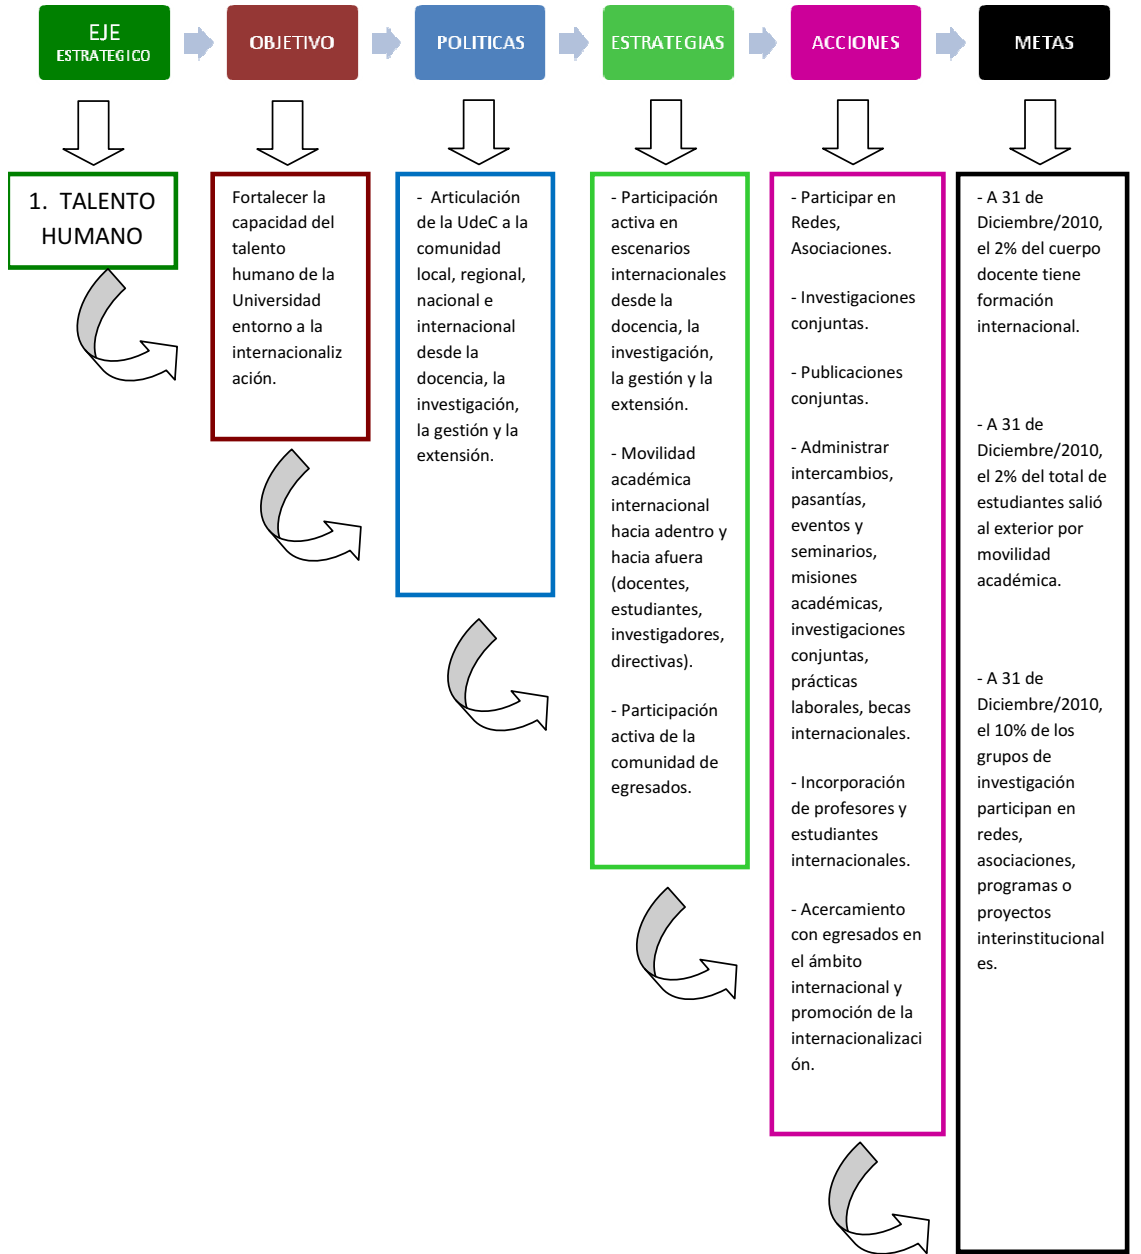 EJE
ESTRATEGICO
OBJETIVO
POLITICAS
ESTRATEGIAS
ACCIONES
METAS
1. TALENTO
HUMANO
Fortalecer la
capacidad del
talento
humano de la
Universidad
entorno a la
internacionaliz
ación.
- Articulación
de la UdeC a la
comunidad
local, regional,
nacional e
internacional
desde la
docencia, la
investigación,
la gestión y la
extensión.
- Participación
activa en
escenarios
internacionales
desde la
docencia, la
investigación,
la gestión y la
extensión.
- Movilidad
académica
internacional
hacia adentro y
hacia afuera
(docentes,
estudiantes,
investigadores,
directivas).
- Participación
activa de la
comunidad de
egresados.
- Participar en
Redes,
Asociaciones.
- Investigaciones
conjuntas.
- Publicaciones
conjuntas.
- Administrar
intercambios,
pasantías,
eventos y
seminarios,
misiones
académicas,
investigaciones
conjuntas,
prácticas
laborales, becas
internacionales.
- Incorporación
de profesores y
estudiantes
internacionales.
- Acercamiento
con egresados en
el ámbito
internacional y
promoción de la
internacionalizaci
ón.
- A 31 de
Diciembre/2010,
el 2% del cuerpo
docente tiene
formación
internacional.
- A 31 de
Diciembre/2010,
el 2% del total de
estudiantes salió
al exterior por
movilidad
académica.
- A 31 de
Diciembre/2010,
el 10% de los
grupos de
investigación
participan en
redes,
asociaciones,
programas o
proyectos
interinstitucional
es.